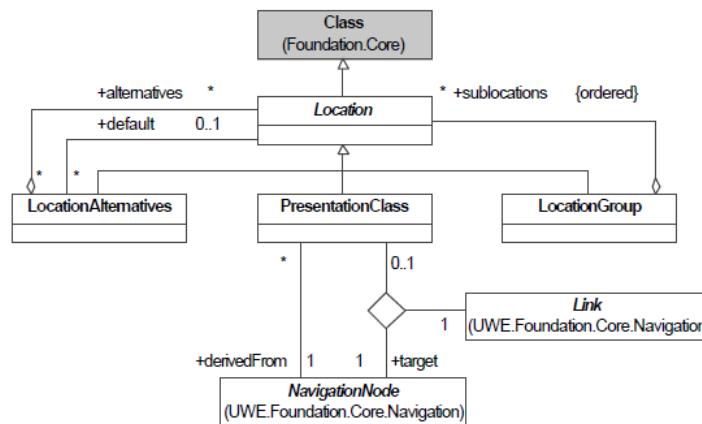 Class
(Foundation.Core)
+alternatives *
* +sublocations {ordered}
Location
+default 0..1
* *
LocationAlternatives
PresentationClass
LocationGroup
* 0..1
Link
1 (UWE.Foundation.Core.Navigation
+derivedFrom 1 1 +target
NavigationNode
(UWE.Foundation.Core.Navigation)